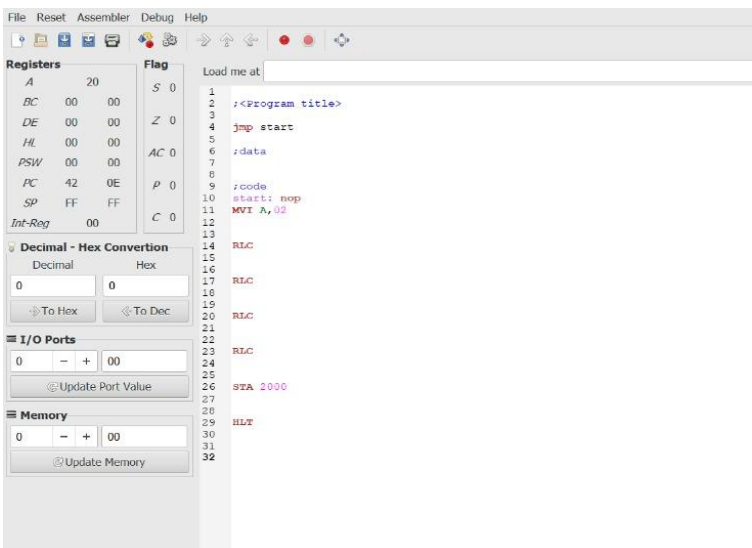 File Reset Assembler Debug Help
Registers
A 20
BC 00 00
DE 00 00
HL 00 00
PSW 00 00
PC 42 0E
SP FF FF
Int-Reg 00
Flag
S 0
Z 0
AC 0
P 0
C 0
Decimal - Hex Convertion
Decimal Hex
0 0
To Hex To Dec
I/O Ports
0 − + 00
Update Port Value
Memory
0 − + 00
Update Memory
Load me at
1
2 ;<Program title>
3
4 jmp start
5
6 ;data
7
8
9 ;code
10 start: nop
11 MVI A,02
12
13
14 RLC
15
16
17 RLC
18
19
20 RLC
21
22
23 RLC
24
25
26 STA 2000
27
28
29 HLT
30
31
32